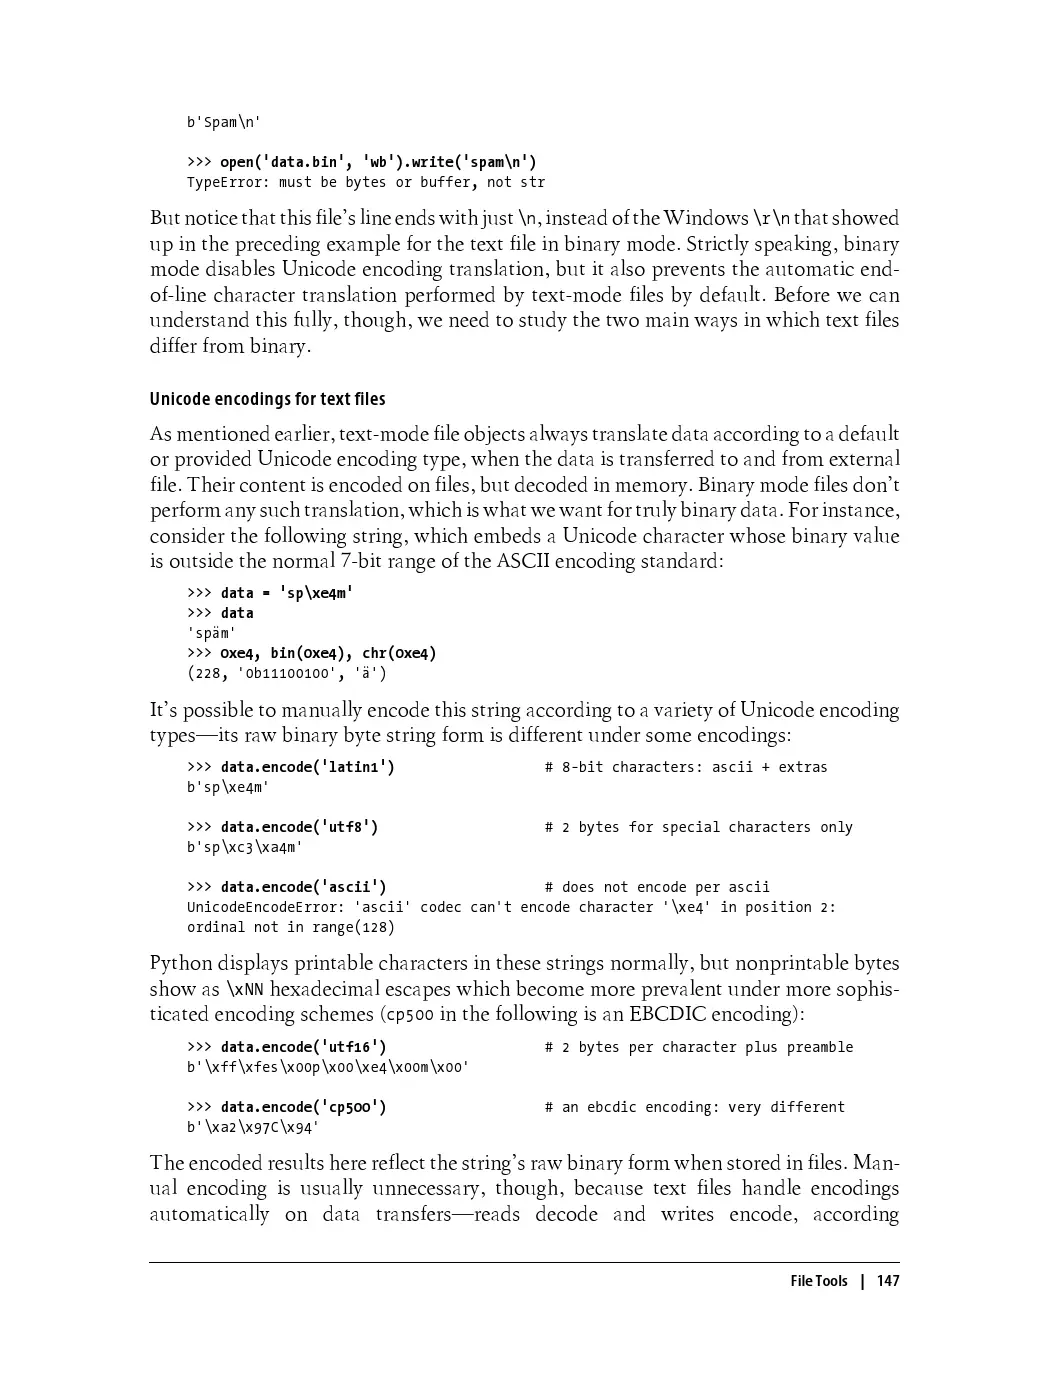 b'Spam\n'
>>> open('data.bin', 'wb').write('spam\n')
TypeError: must be bytes or buffer, not str
But notice that this file’s line ends with just \n, instead of the Windows \r\n that showed
up in the preceding example for the text file in binary mode. Strictly speaking, binary
mode disables Unicode encoding translation, but it also prevents the automatic end-
of-line character translation performed by text-mode files by default. Before we can
understand this fully, though, we need to study the two main ways in which text files
differ from binary.
Unicode encodings for text files
As mentioned earlier, text-mode file objects always translate data according to a default
or provided Unicode encoding type, when the data is transferred to and from external
file. Their content is encoded on files, but decoded in memory. Binary mode files don’t
perform any such translation, which is what we want for truly binary data. For instance,
consider the following string, which embeds a Unicode character whose binary value
is outside the normal 7-bit range of the ASCII encoding standard:
>>> data = 'sp\xe4m'
>>> data
'späm'
>>> 0xe4, bin(0xe4), chr(0xe4)
(228, '0b11100100', 'ä')
It’s possible to manually encode this string according to a variety of Unicode encoding
types—its raw binary byte string form is different under some encodings:
>>> data.encode('latin1') # 8-bit characters: ascii + extras
b'sp\xe4m'
>>> data.encode('utf8') # 2 bytes for special characters only
b'sp\xc3\xa4m'
>>> data.encode('ascii') # does not encode per ascii
UnicodeEncodeError: 'ascii' codec can't encode character '\xe4' in position 2:
ordinal not in range(128)
Python displays printable characters in these strings normally, but nonprintable bytes
show as \xNN hexadecimal escapes which become more prevalent under more sophis-
ticated encoding schemes (cp500 in the following is an EBCDIC encoding):
>>> data.encode('utf16') # 2 bytes per character plus preamble
b'\xff\xfes\x00p\x00\xe4\x00m\x00'
>>> data.encode('cp500') # an ebcdic encoding: very different
b'\xa2\x97C\x94'
The encoded results here reflect the string’s raw binary form when stored in files. Man-
ual encoding is usually unnecessary, though, because text files handle encodings
automatically on data transfers—reads decode and writes encode, according
File Tools | 147